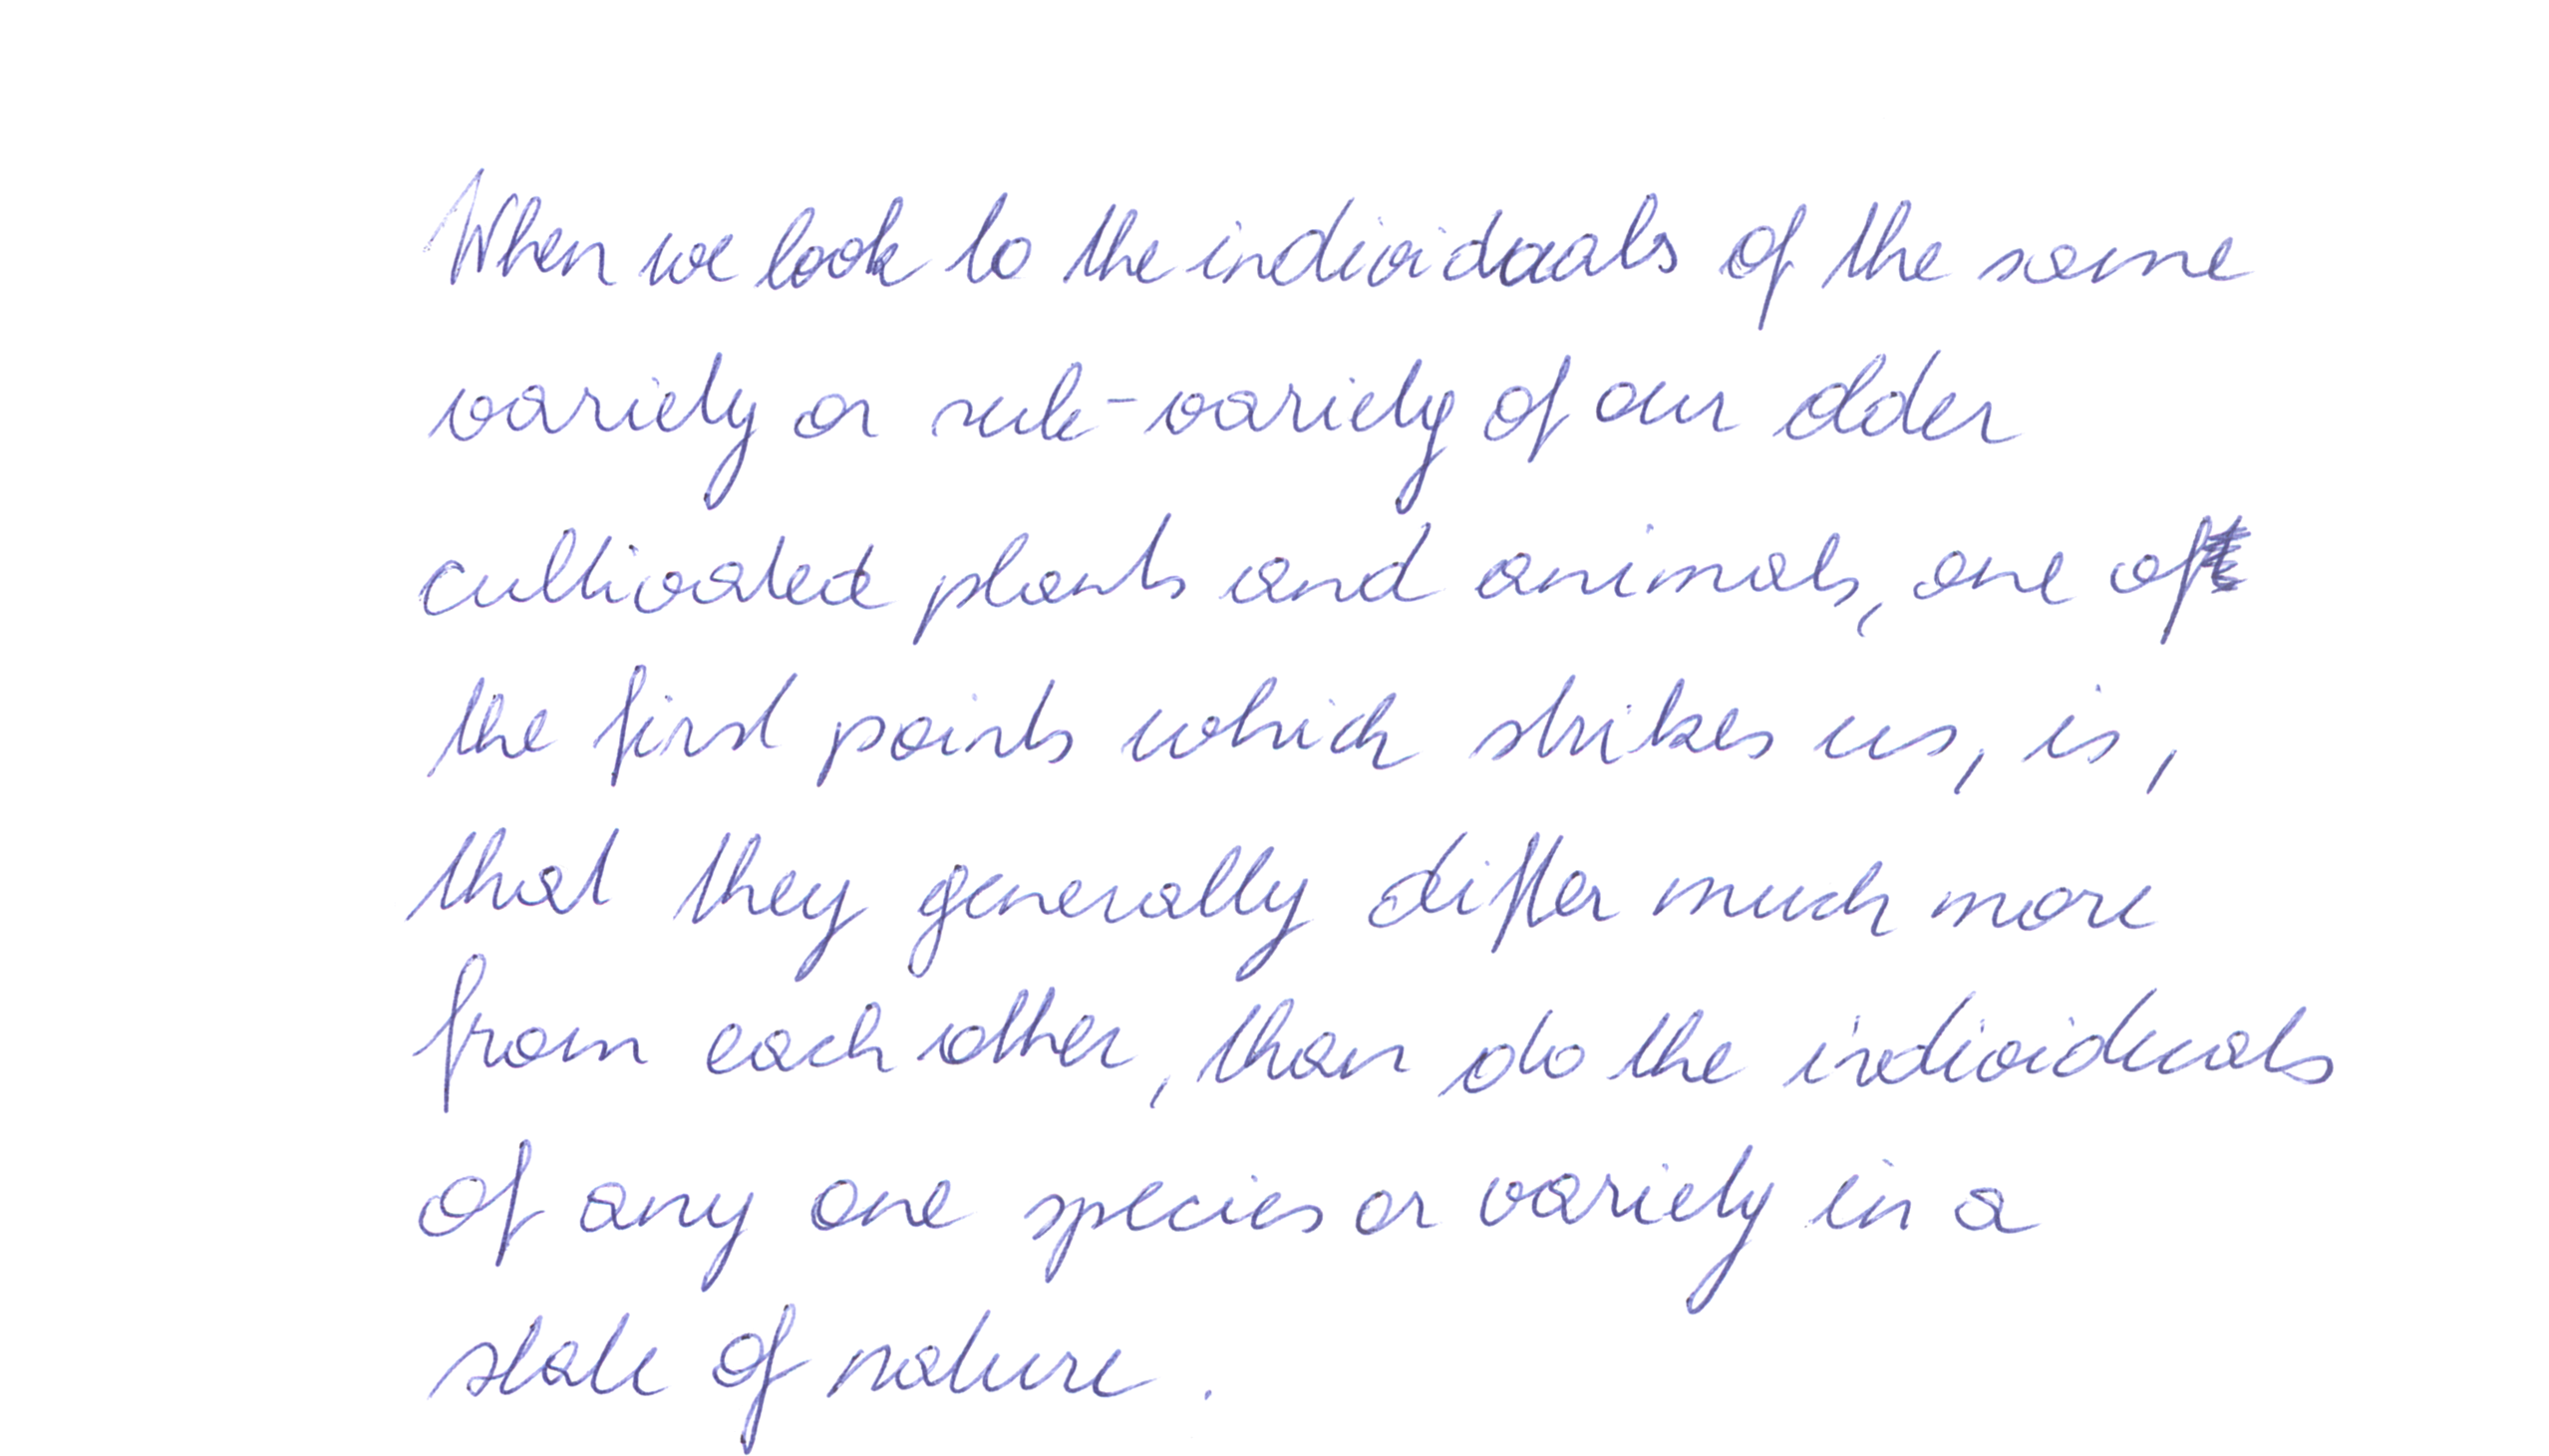 When we look to the individuals of the same
variety or sub-variety of our older
cultivated plants and animals, one of
the first points which strikes us, is,
that they generally differ much more
from each other, than do the individuals
of any one species or variety in a
state of nature.